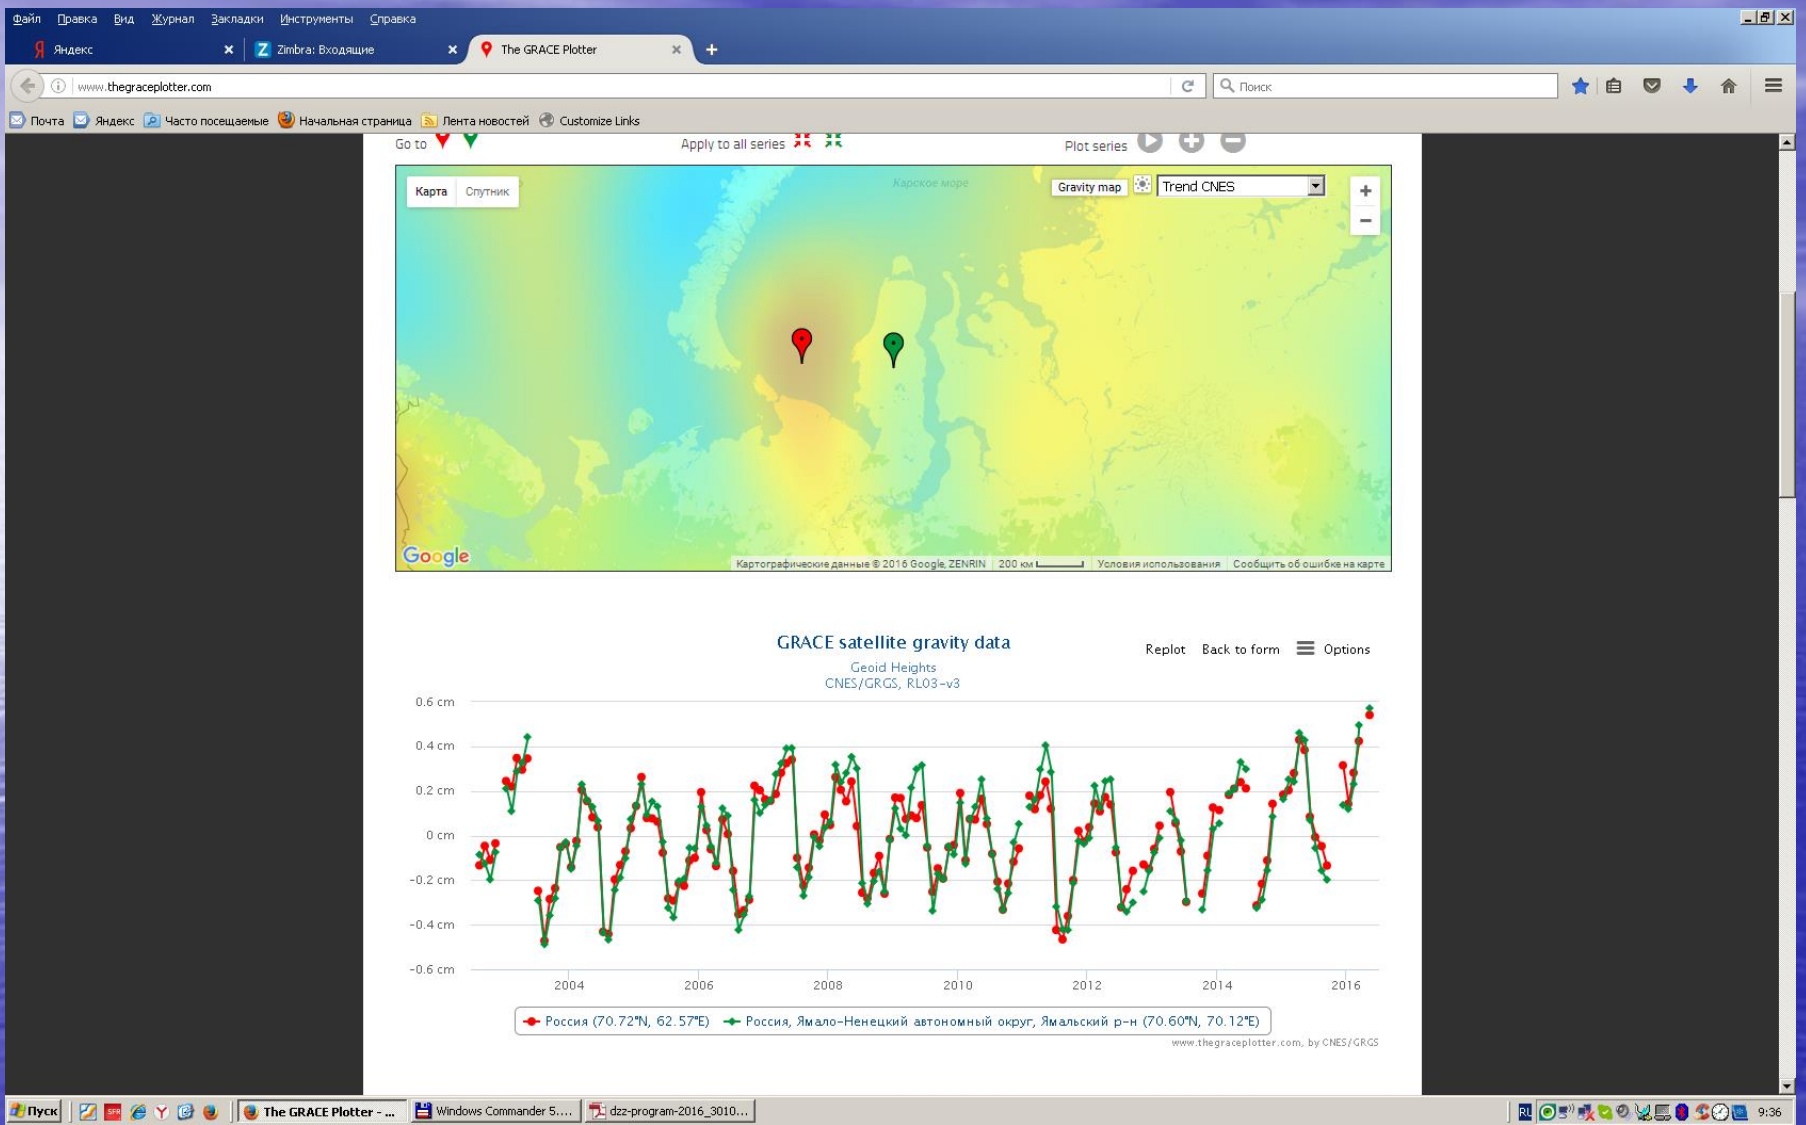 Файл Правка Вид Журнал Закладки Инструменты Справка
Яндекс Zimbra: Входящие The GRACE Plotter
www.thegraceplotter.com Поиск
Почта Яндекс Часто посещаемые Начальная страница Лента новостей Customize Links
Go to Apply to all series Plot series
Карта Спутник Карское море Gravity map Trend CNES
Google Картографические данные © 2016 Google, ZENRIN 200 км Условия использования Сообщить об ошибке на карте
GRACE satellite gravity data
Replot Back to form Options
Geoid Heights
CNES/GRGS, RL03-v3
0.6 cm
0.4 cm
0.2 cm
0 cm
-0.2 cm
-0.4 cm
-0.6 cm
2004 2006 2008 2010 2012 2014 2016
Россия (70.72°N, 62.57°E) Россия, Ямало-Ненецкий автономный округ, Ямальский р-н (70.60°N, 70.12°E)
www.thegraceplotter.com, by CNES/GRGS
Пуск SFR The GRACE Plotter - ... Windows Commander 5.... dzz-program-2016_3010... RL 9:36